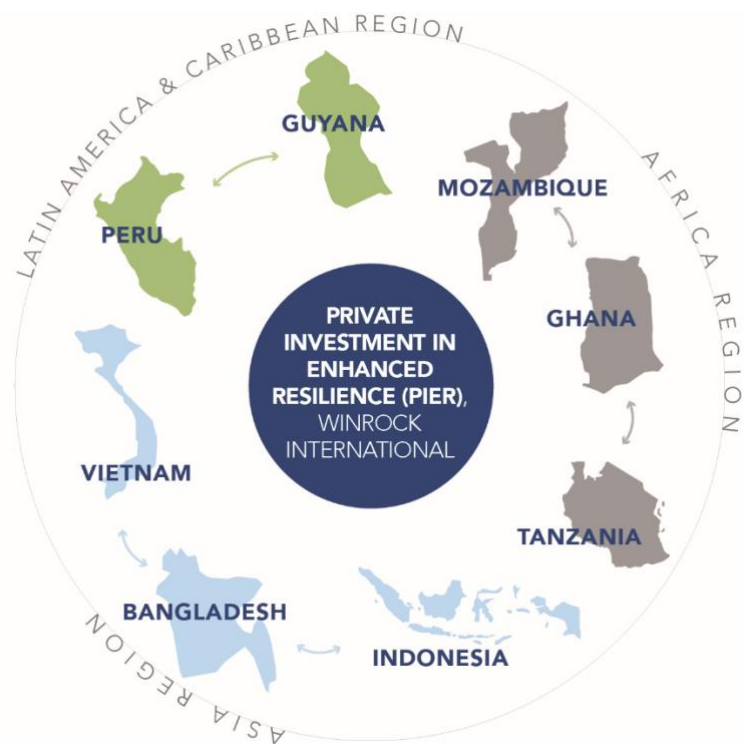 LATIN AMERICA & CARIBBEAN REGION
GUYANA
PERU
AFRICA REGION
MOZAMBIQUE
GHANA
TANZANIA
PRIVATE
INVESTMENT IN
ENHANCED
RESILIENCE (PIER),
WINROCK
INTERNATIONAL
VIETNAM
BANGLADESH
INDONESIA
ASIA REGION